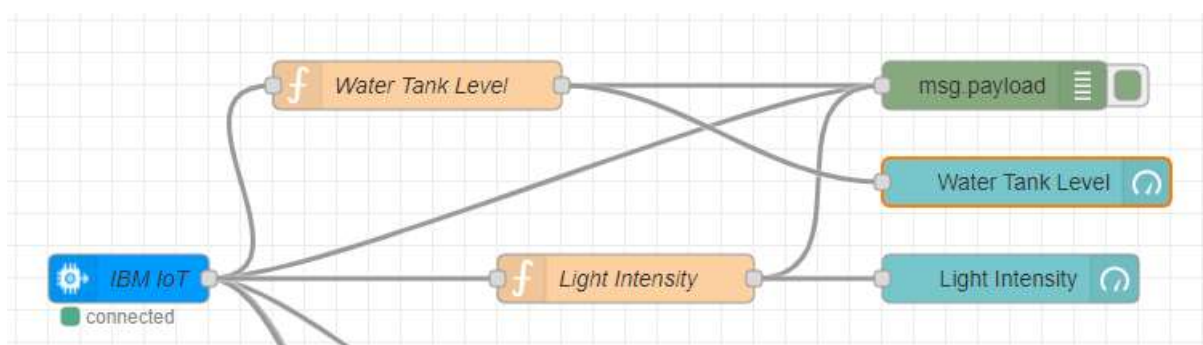 Water Tank Level
msg.payload
Water Tank Level
IBM IoT
Light Intensity
Light Intensity
connected